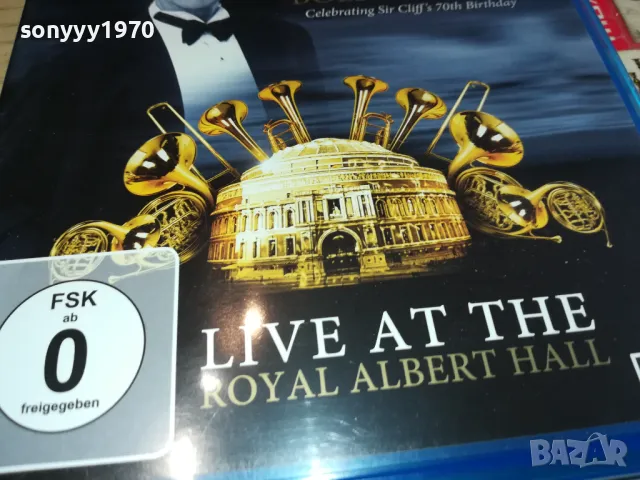 sonyyy1970
Celebrating Sir Cliff's 70th Birthday
FSK
ab
0
freigegeben
LIVE AT THE
ROYAL ALBERT HALL
BAZAR